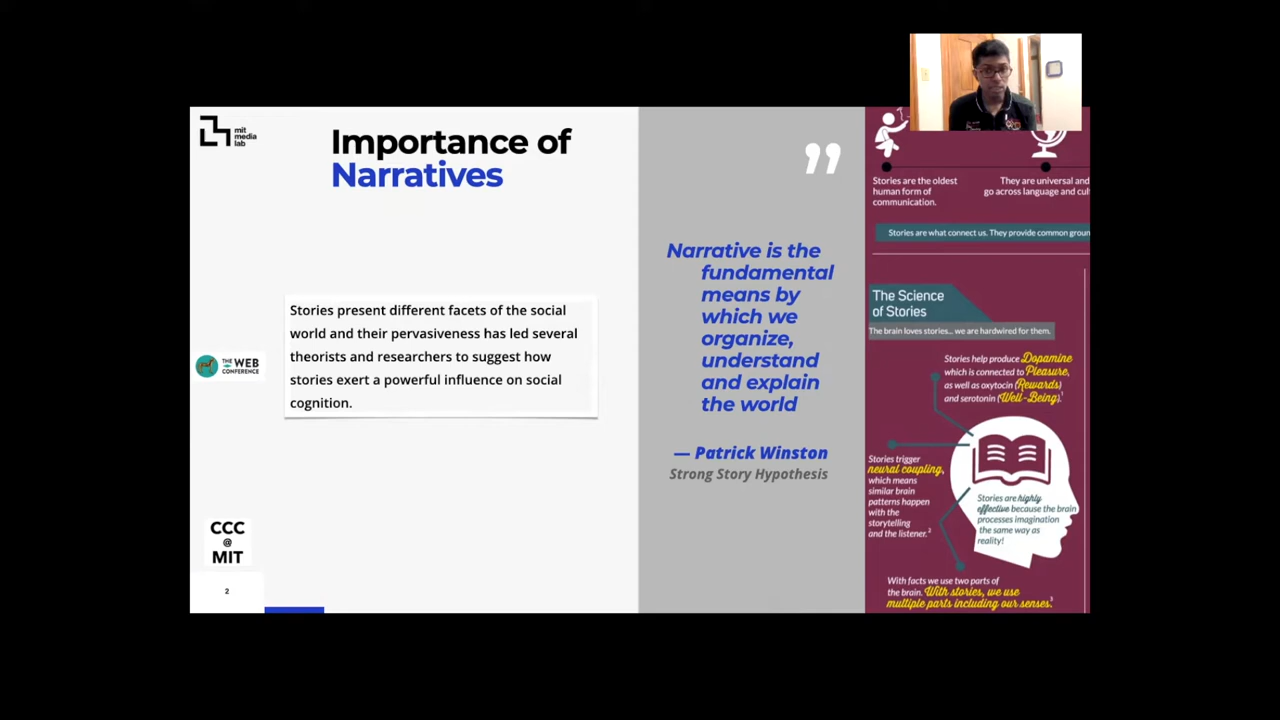 mit
media
lab
Importance of
Narratives
Stories present different facets of the social
world and their pervasiveness has led several
theorists and researchers to suggest how
stories exert a powerful influence on social
cognition.
THE
WEB
CONFERENCE
CCC
@
MIT
2
”
Narrative is the
fundamental
means by
which we
organize,
understand
and explain
the world
— Patrick Winston
Strong Story Hypothesis
Stories are the oldest
human form of
communication.
They are universal and
go across language and cul
Stories are what connect us. They provide common groun
The Science
of Stories
The brain loves stories... we are hardwired for them.
Stories help produce Dopamine
which is connected to Pleasure,
as well as oxytocin (Rewards)
and serotonin (Well-Being).1
Stories trigger
neural coupling,
which means
similar brain
patterns happen
with the
storytelling
and the listener.2
Stories are highly
effective because the brain
processes imagination
the same way as
reality!
With facts we use two parts of
the brain. With stories, we use
multiple parts including our senses.3